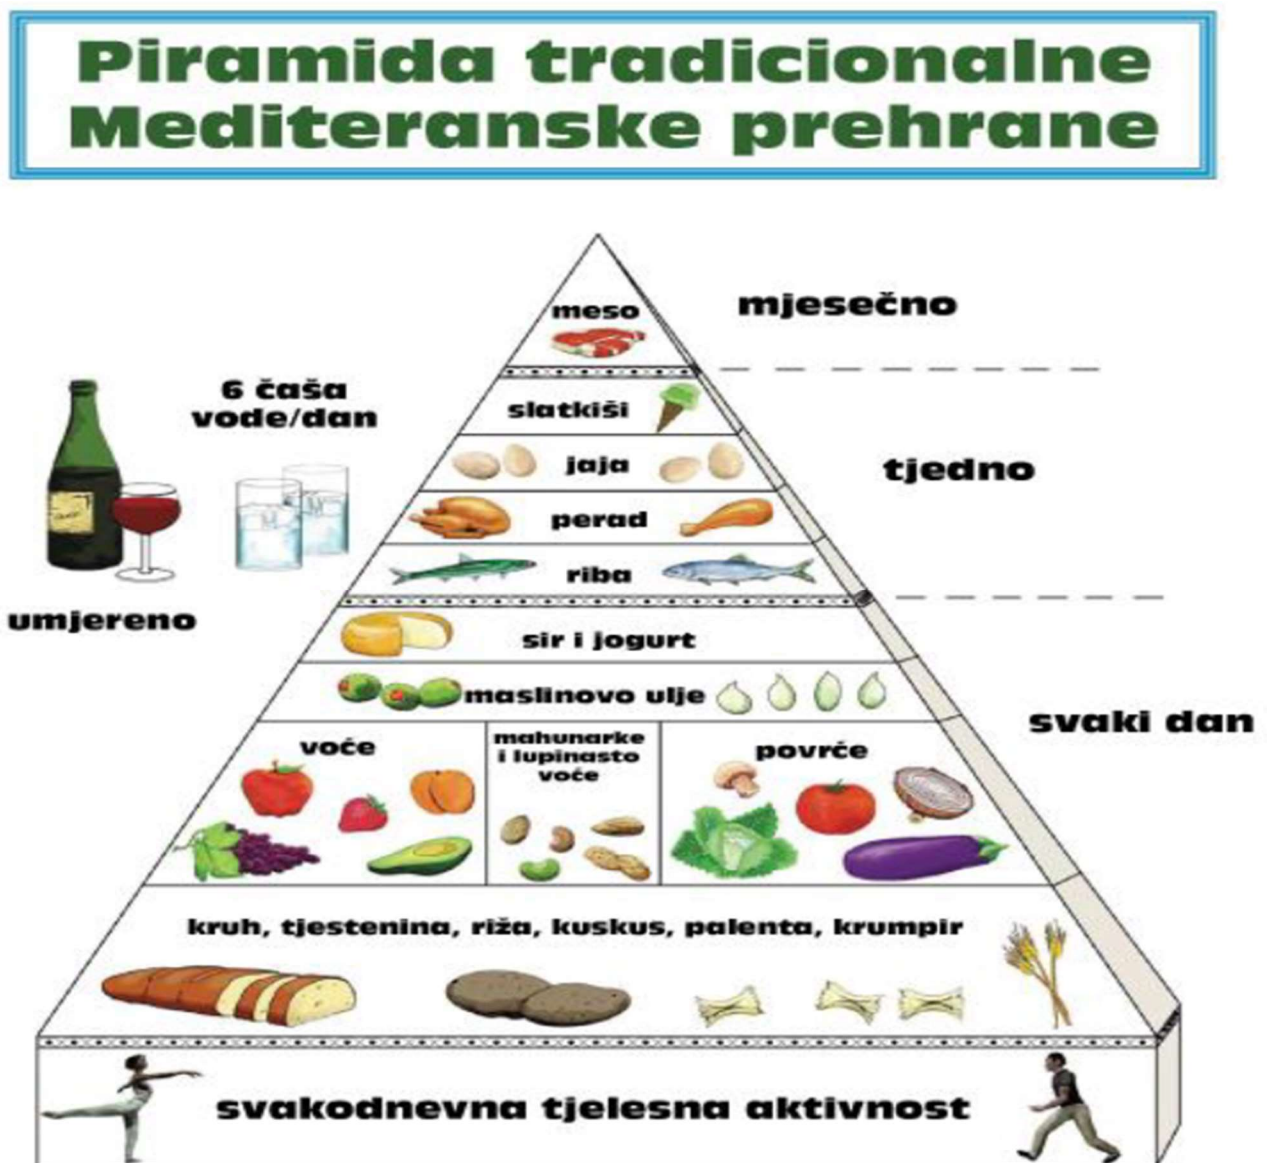 Piramida tradicionalne
Mediteranske prehrane
meso
mjesečno
6 čaša
vode/dan
slatkiši
jaja
tjedno
perad
riba
umjereno
sir i jogurt
maslinovo ulje
svaki dan
voće
mahunarke
i lupinasto
voće
povrće
kruh, tjestenina, riža, kuskus, palenta, krumpir
svakodnevna tjelesna aktivnost